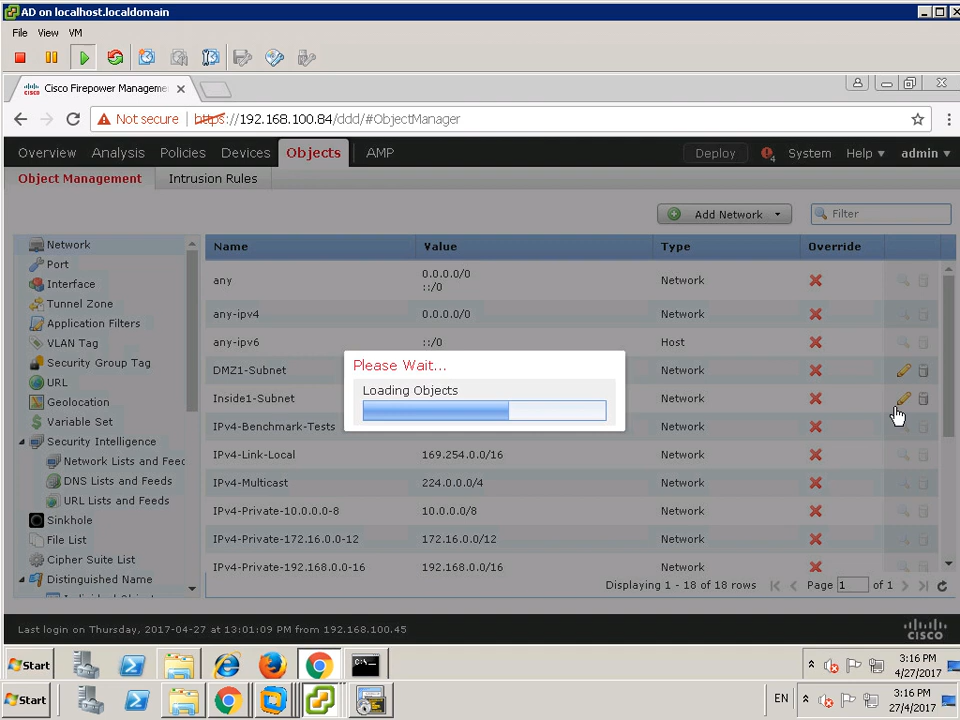 AD on localhost.localdomain
File View VM
Cisco Firepower Manageme
Not secure https://192.168.100.84/ddd/#ObjectManager
Overview Analysis Policies Devices Objects AMP Deploy 4 System Help admin
Object Management Intrusion Rules
Add Network Filter
Network
Port
Interface
Tunnel Zone
Application Filters
VLAN Tag
Security Group Tag
URL
Geolocation
Variable Set
Security Intelligence
Network Lists and Feed
DNS Lists and Feeds
URL Lists and Feeds
Sinkhole
File List
Cipher Suite List
Distinguished Name
Name Value Type Override
any 0.0.0.0/0 Network
::/0
any-ipv4 0.0.0.0/0 Network
any-ipv6 ::/0 Host
DMZ1-Subnet Network
Inside1-Subnet Network
IPv4-Benchmark-Tests Network
IPv4-Link-Local 169.254.0.0/16 Network
IPv4-Multicast 224.0.0.0/4 Network
IPv4-Private-10.0.0.0-8 10.0.0.0/8 Network
IPv4-Private-172.16.0.0-12 172.16.0.0/12 Network
IPv4-Private-192.168.0.0-16 192.168.0.0/16 Network
Please Wait...
Loading Objects
Displaying 1 - 18 of 18 rows Page 1 of 1
Last login on Thursday, 2017-04-27 at 13:01:09 PM from 192.168.100.45
CISCO
Start 3:16 PM
4/27/2017
Start EN 3:16 PM
27/4/2017